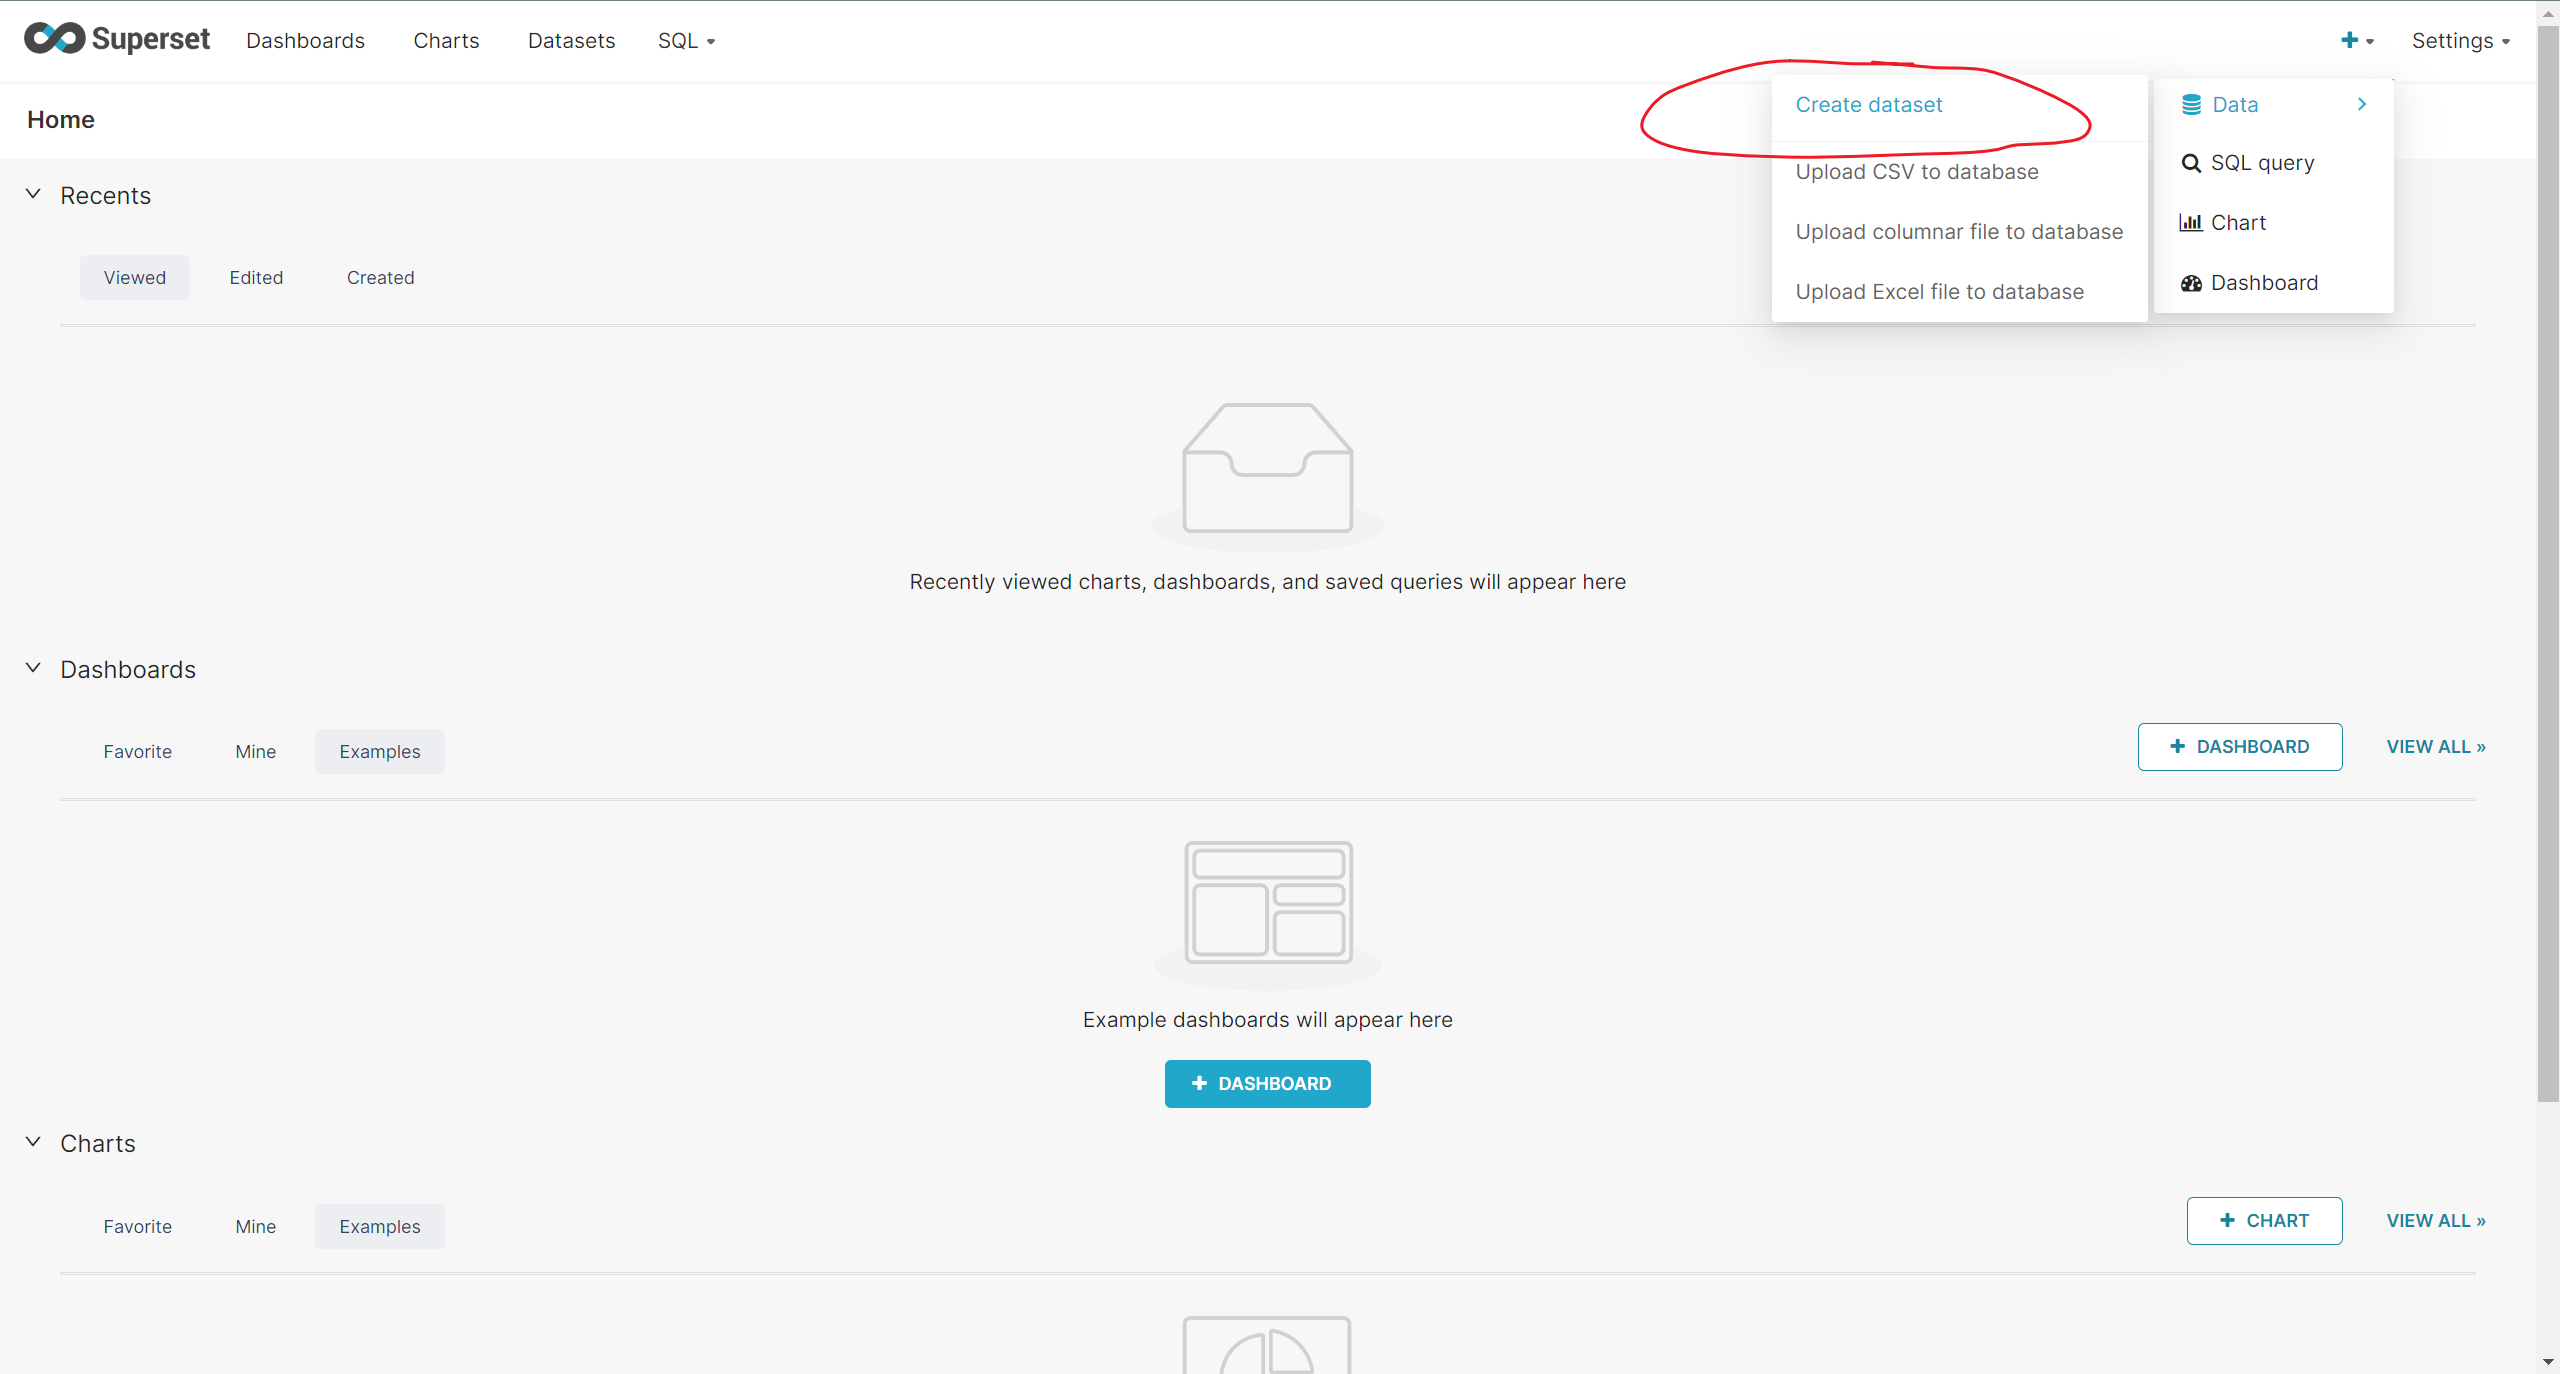 Superset Dashboards Charts Datasets SQL Settings
Home
Create dataset
Upload CSV to database
Upload columnar file to database
Upload Excel file to database
Data
SQL query
Chart
Dashboard
Recents
Viewed Edited Created
Recently viewed charts, dashboards, and saved queries will appear here
Dashboards
Favorite Mine Examples + DASHBOARD VIEW ALL »
Example dashboards will appear here
+ DASHBOARD
Charts
Favorite Mine Examples + CHART VIEW ALL »